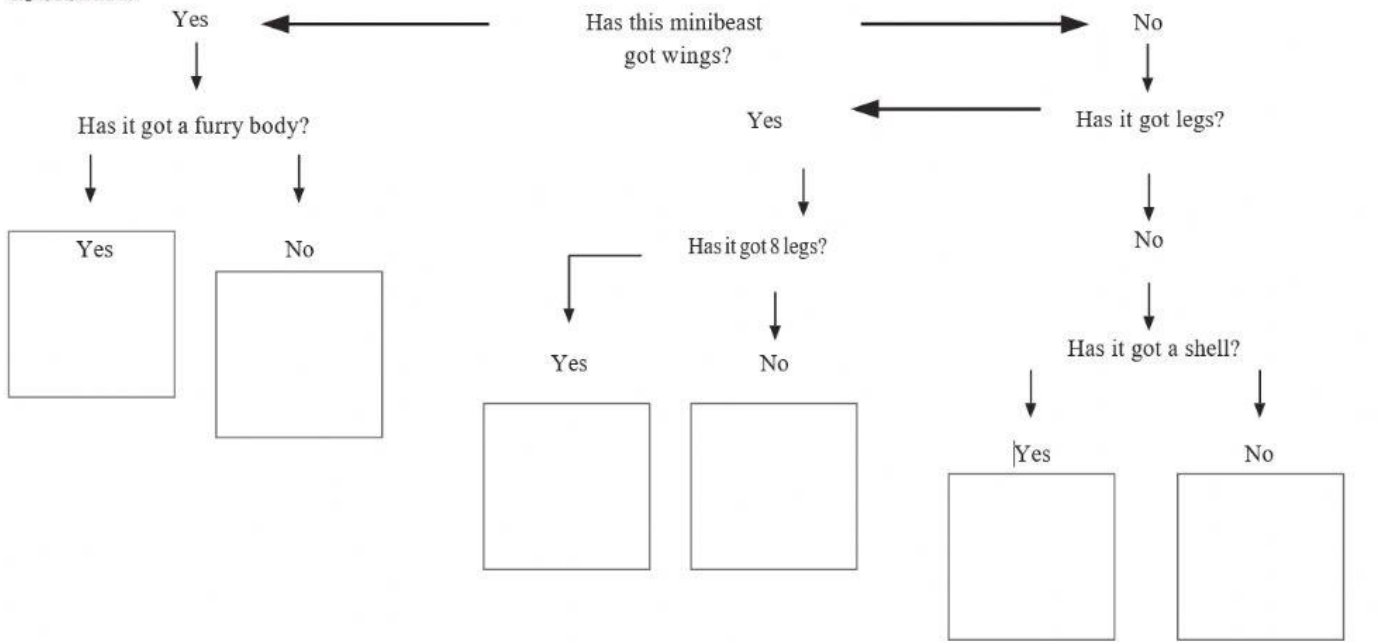 Yes
Has this minibeast
got wings?
No
Has it got a furry body?
Yes
Has it got legs?
Yes
No
Has it got 8 legs?
No
Yes
No
Has it got a shell?
Yes
No